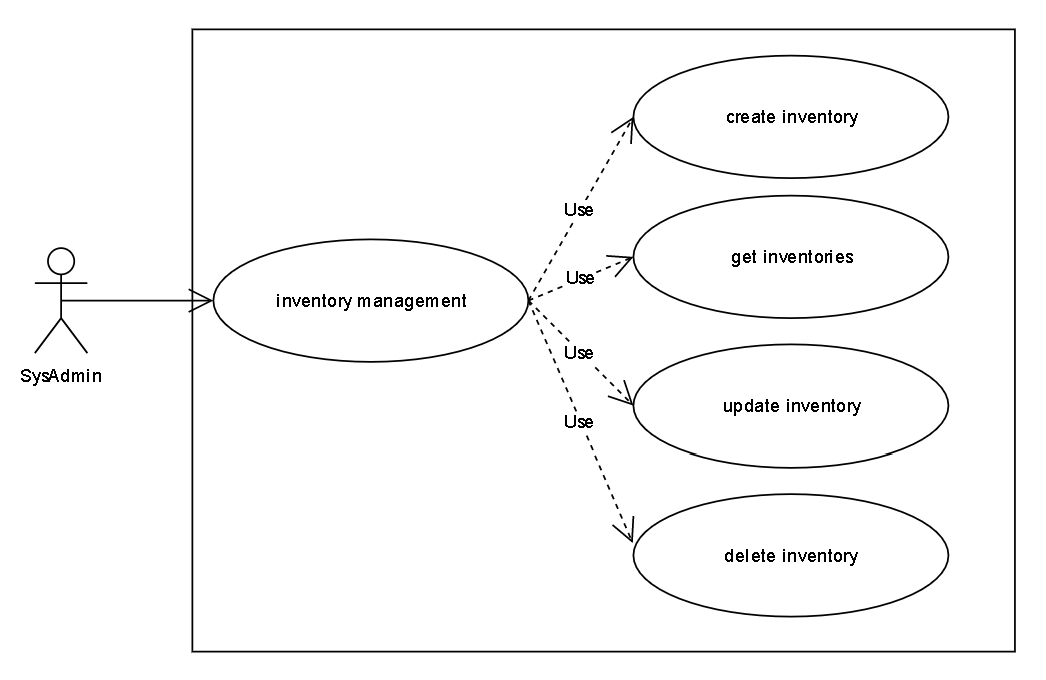 create inventory
Use
get inventories
Use
inventory management
Use
SysAdmin
update inventory
Use
delete inventory